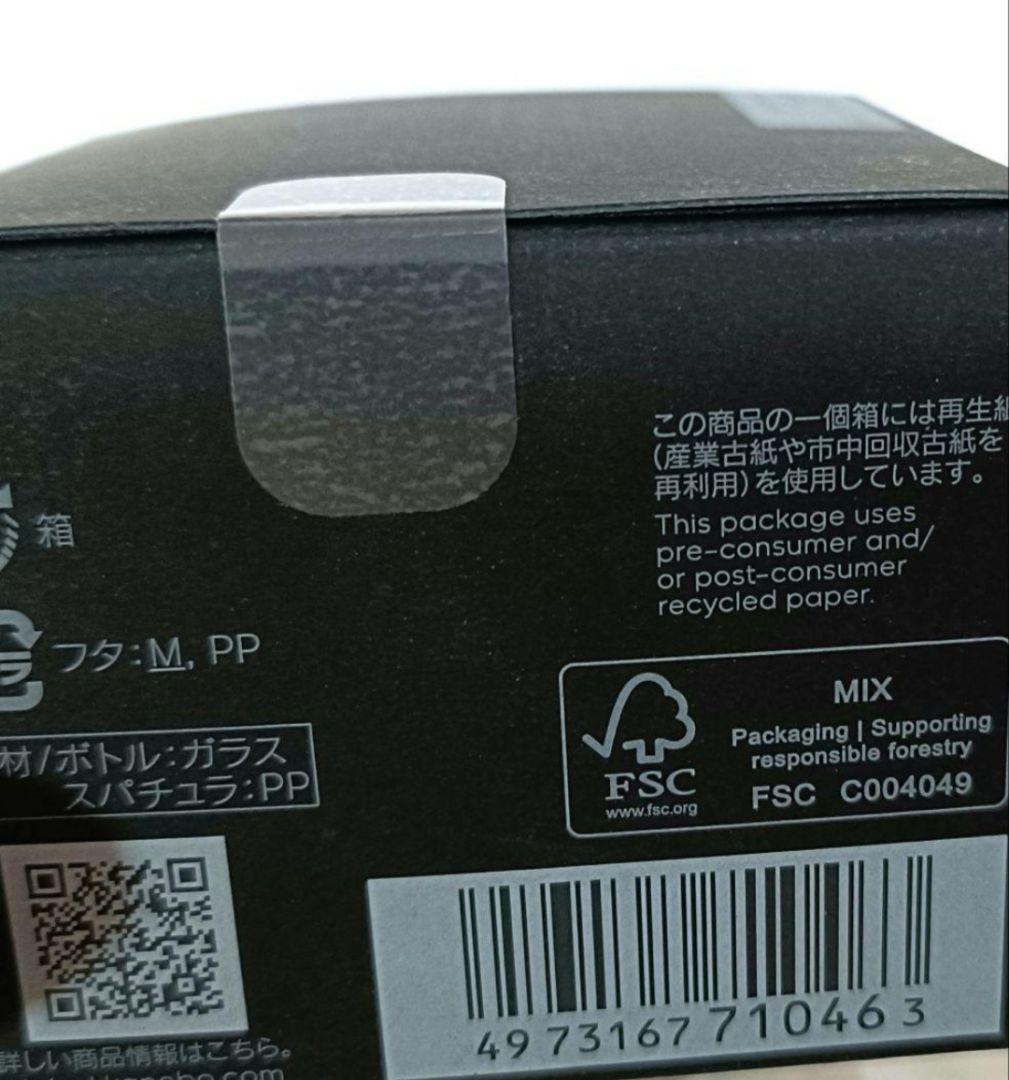 この商品の一個箱には再生紙
(産業古紙や市中回収古紙を
再利用)を使用しています。
This package uses
pre-consumer and/
or post-consumer
recycled paper.
箱
フタ:M, PP
材/ボトル:ガラス
スパチュラ:PP
FSC
www.fsc.org
MIX
Packaging | Supporting
responsible forestry
FSC C004049
4973167710463
詳しい商品情報はこちら。